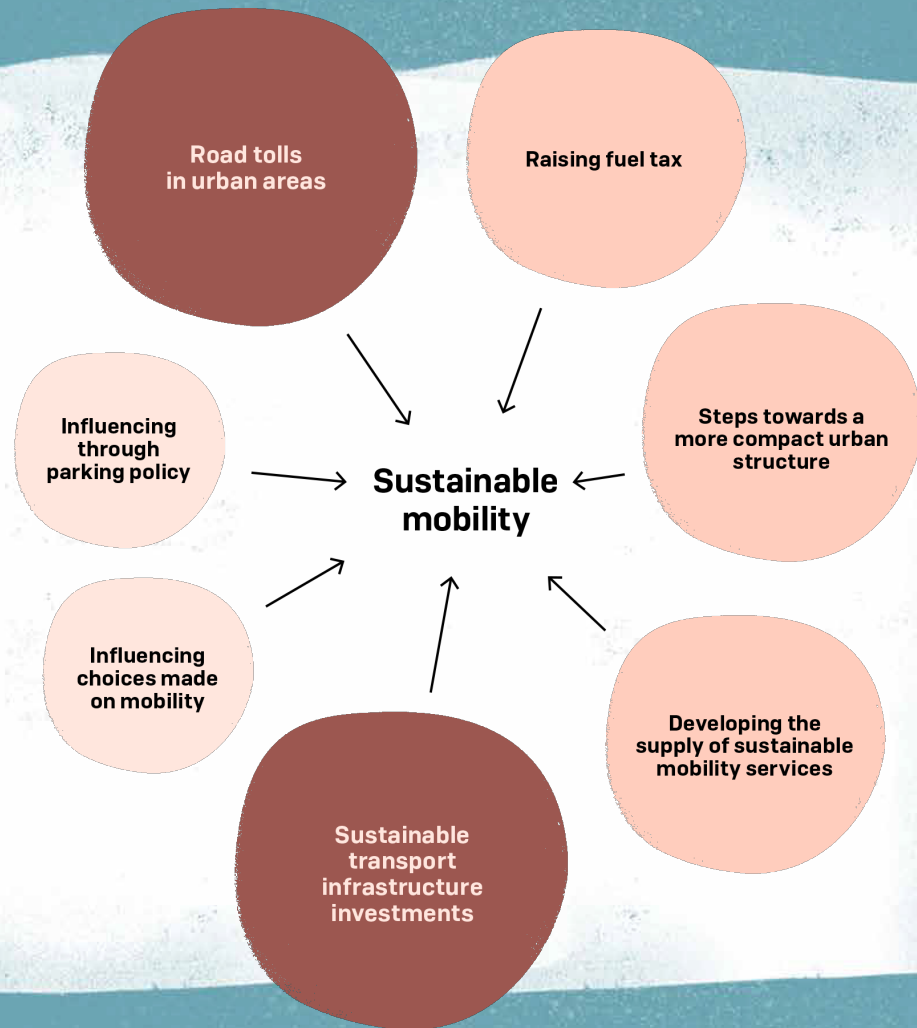 Road tolls
in urban areas
Raising fuel tax
Influencing
through
parking policy
Steps towards a
more compact urban
structure
Sustainable
mobility
Influencing
choices made
on mobility
Developing the
supply of sustainable
mobility services
Sustainable
transport
infrastructure
investments